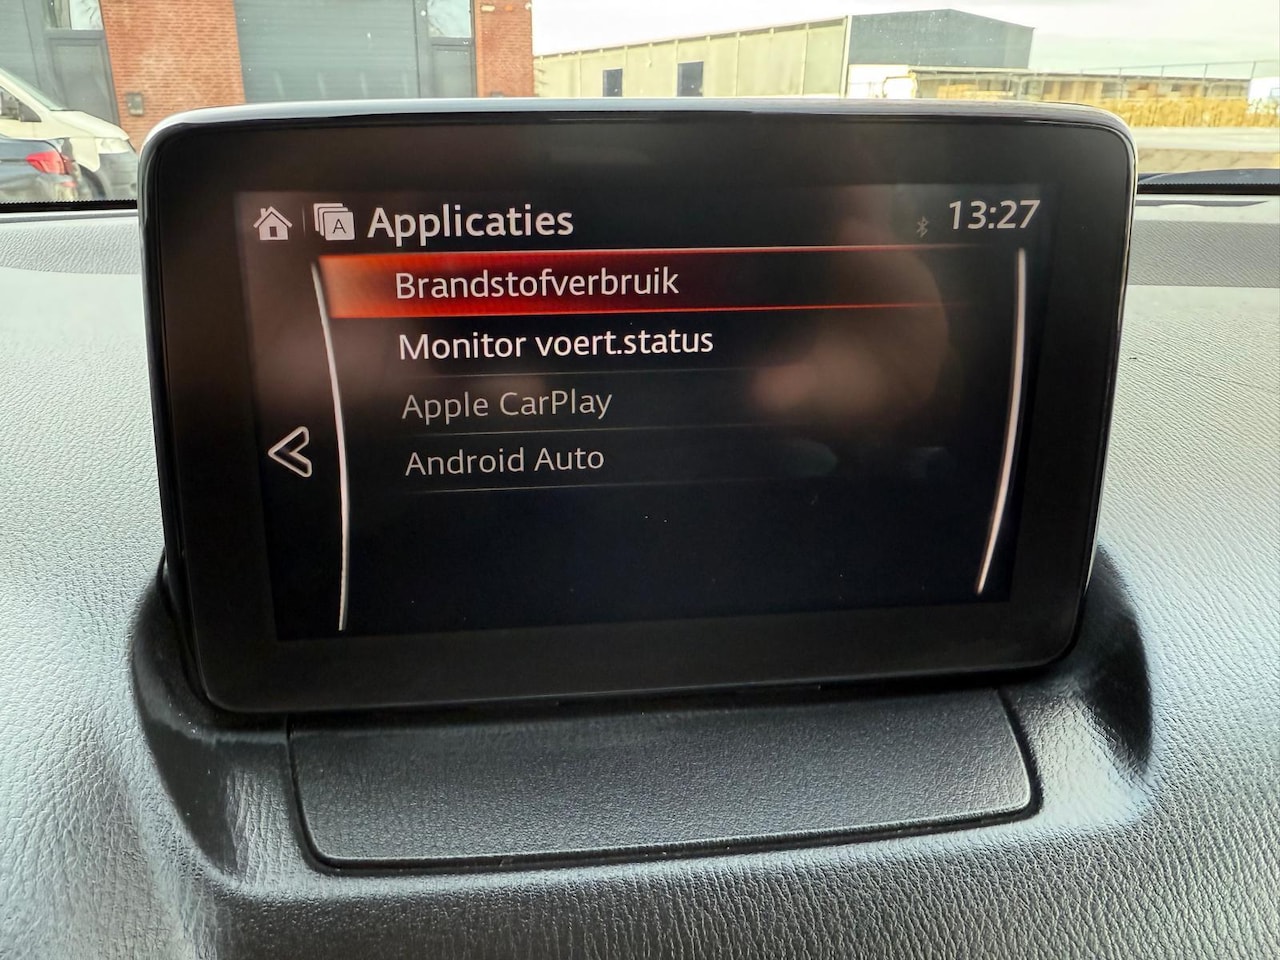 A Applicaties 13:27
Brandstofverbruik
Monitor voert.status
Apple CarPlay
Android Auto